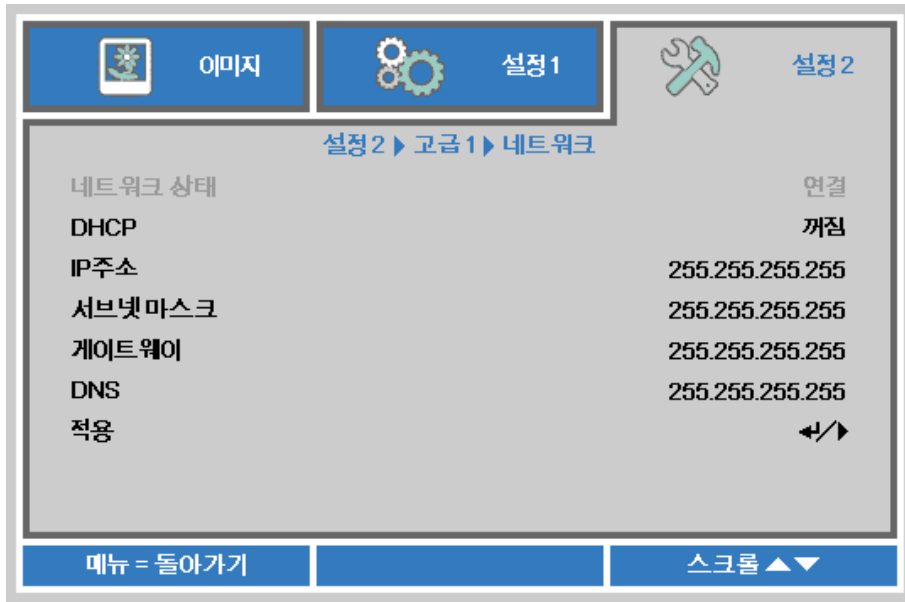 이미지 설정1 설정2
설정2 ▶ 고급1 ▶ 네트워크
네트워크 상태 연결
DHCP 꺼짐
IP주소 255.255.255.255
서브넷 마스크 255.255.255.255
게이트웨이 255.255.255.255
DNS 255.255.255.255
적용 ↵/▶
메뉴 = 돌아가기 스크롤 ▲▼